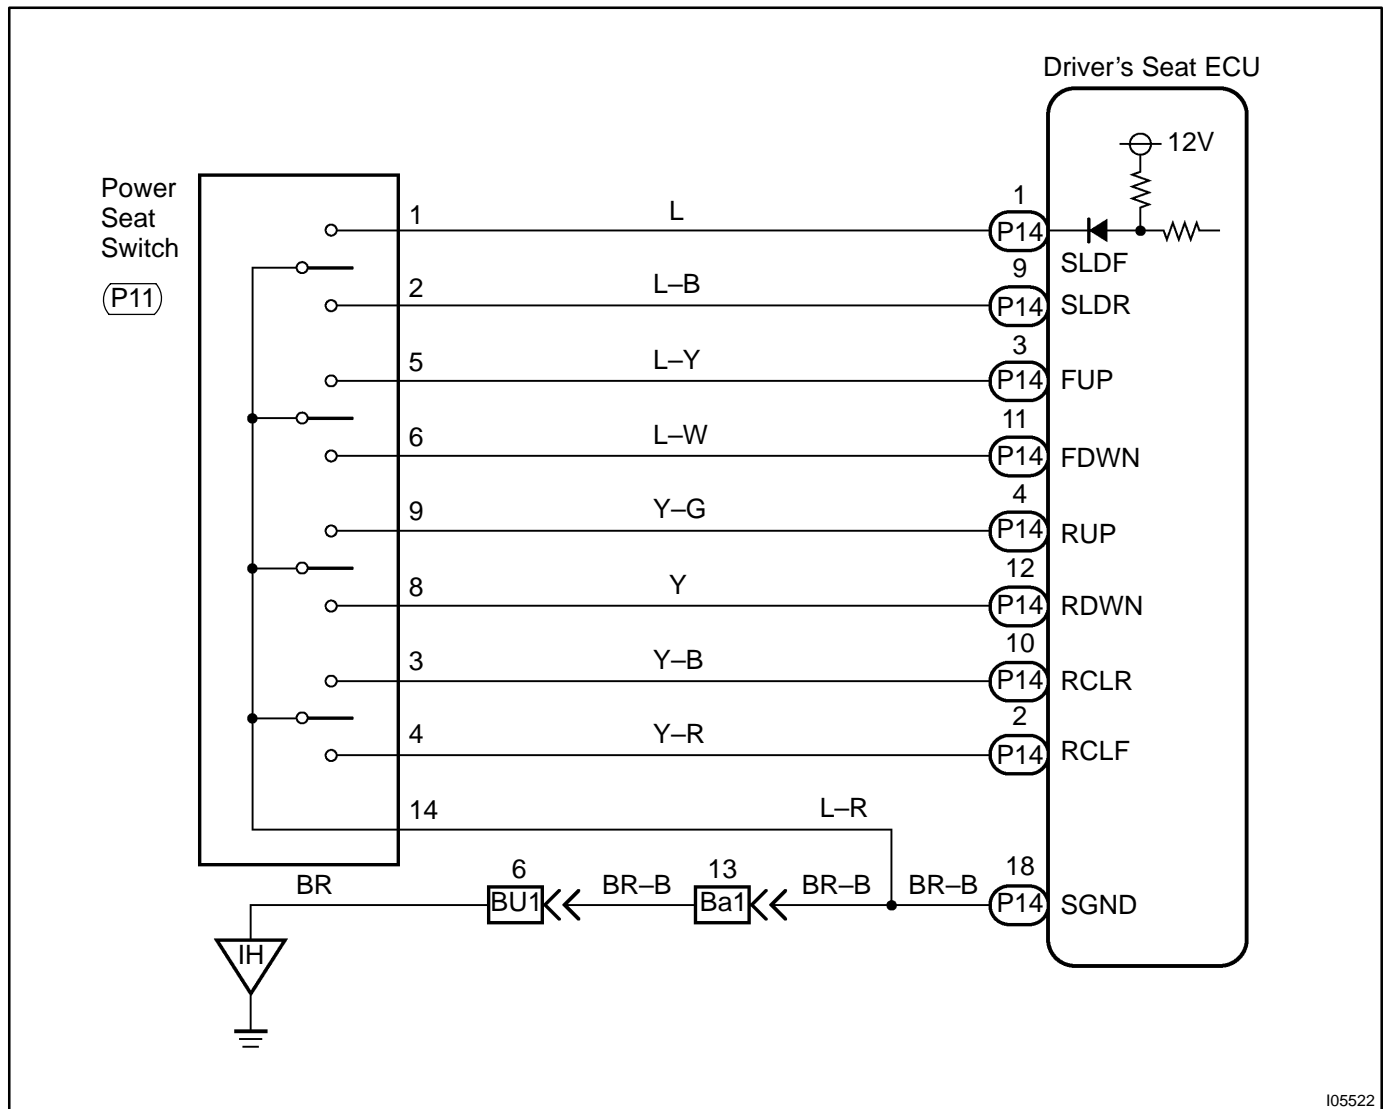 Driver's Seat ECU
12V
Power
Seat
Switch
P11
1
L
1
P14
SLDF
2
L–B
9
P14
SLDR
5
L–Y
3
P14
FUP
6
L–W
11
P14
FDWN
9
Y–G
4
P14
RUP
8
Y
12
P14
RDWN
3
Y–B
10
P14
RCLR
4
Y–R
2
P14
RCLF
14
L–R
BR
6
BU1
BR–B
13
Ba1
BR–B
BR–B
18
P14
SGND
IH
I05522